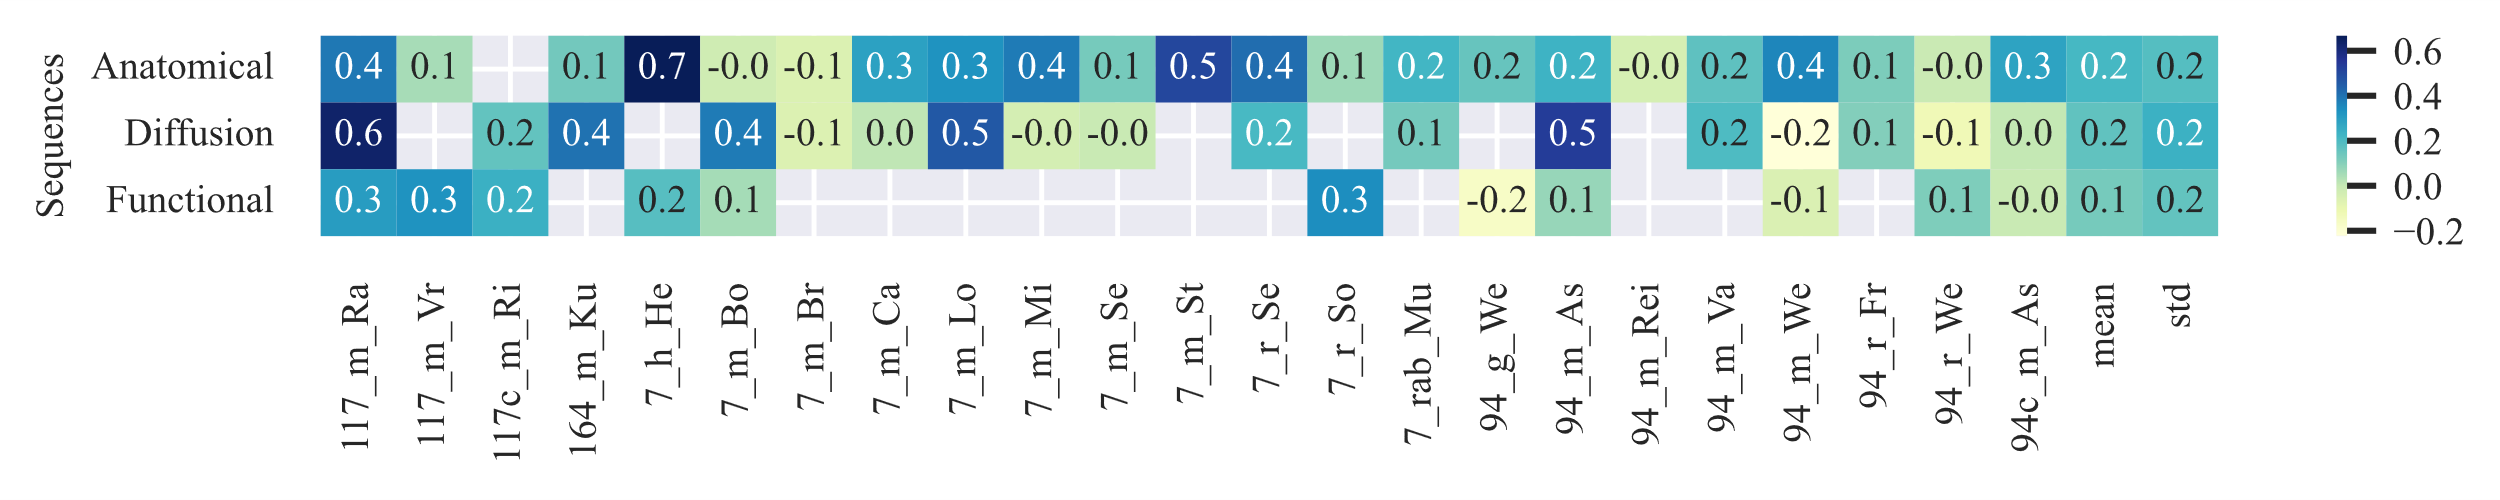 Sequences
Anatomical 0.4 0.1 0.1 0.7 -0.0 -0.1 0.3 0.3 0.4 0.1 0.5 0.4 0.1 0.2 0.2 0.2 -0.0 0.2 0.4 0.1 -0.0 0.3 0.2 0.2
Diffusion 0.6 0.2 0.4 0.4 -0.1 0.0 0.5 -0.0 -0.0 0.2 0.1 0.5 0.2 -0.2 0.1 -0.1 0.0 0.2 0.2
Functional 0.3 0.3 0.2 0.2 0.1 0.3 -0.2 0.1 -0.1 0.1 -0.0 0.1 0.2
117_m_Ra
117_m_Vr
117c_m_Ri
164_m_Ku
7_h_He
7_m_Bo
7_m_Br
7_m_Ca
7_m_Lo
7_m_Mi
7_m_Se
7_m_St
7_r_Se
7_r_So
7_rab_Mu
94_g_We
94_m_As
94_m_Rei
94_m_Va
94_m_We
94_r_Fr
94_r_We
94c_m_As
mean
std
0.6
0.4
0.2
0.0
−0.2